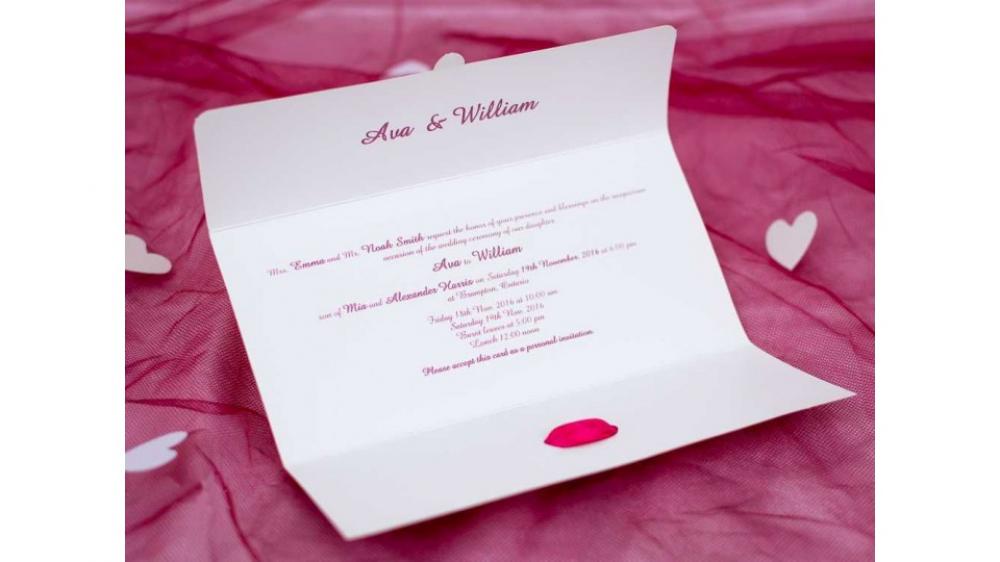 Ava & William
Mrs. Emma and Mr. Noah Smith request the honor of your presence and blessings on the auspicious
occasion of the wedding ceremony of our daughter
Ava to William
son of Mia and Alexander Harris on Saturday 19th November, 2016 at 6:00 pm
at Brampton, Ontario
Friday 18th Nov. 2016 at 10:00 am
Saturday 19th Nov. 2016
Baraat leaves at 5:00 pm
Lunch 12:00 noon
Please accept this card as a personal invitation.